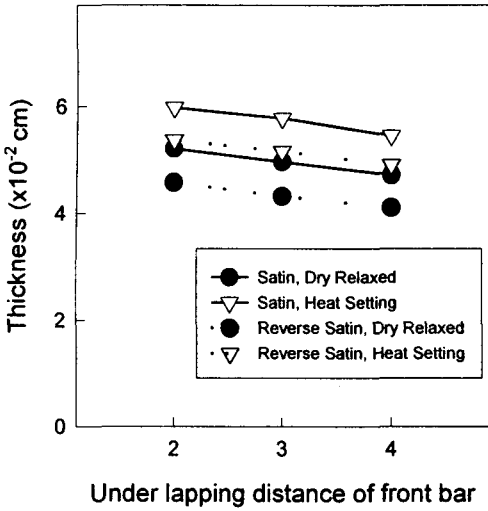 Thickness (x10⁻² cm)
6
4
2
0
Satin, Dry Relaxed
Satin, Heat Setting
Reverse Satin, Dry Relaxed
Reverse Satin, Heat Setting
2 3 4
Under lapping distance of front bar